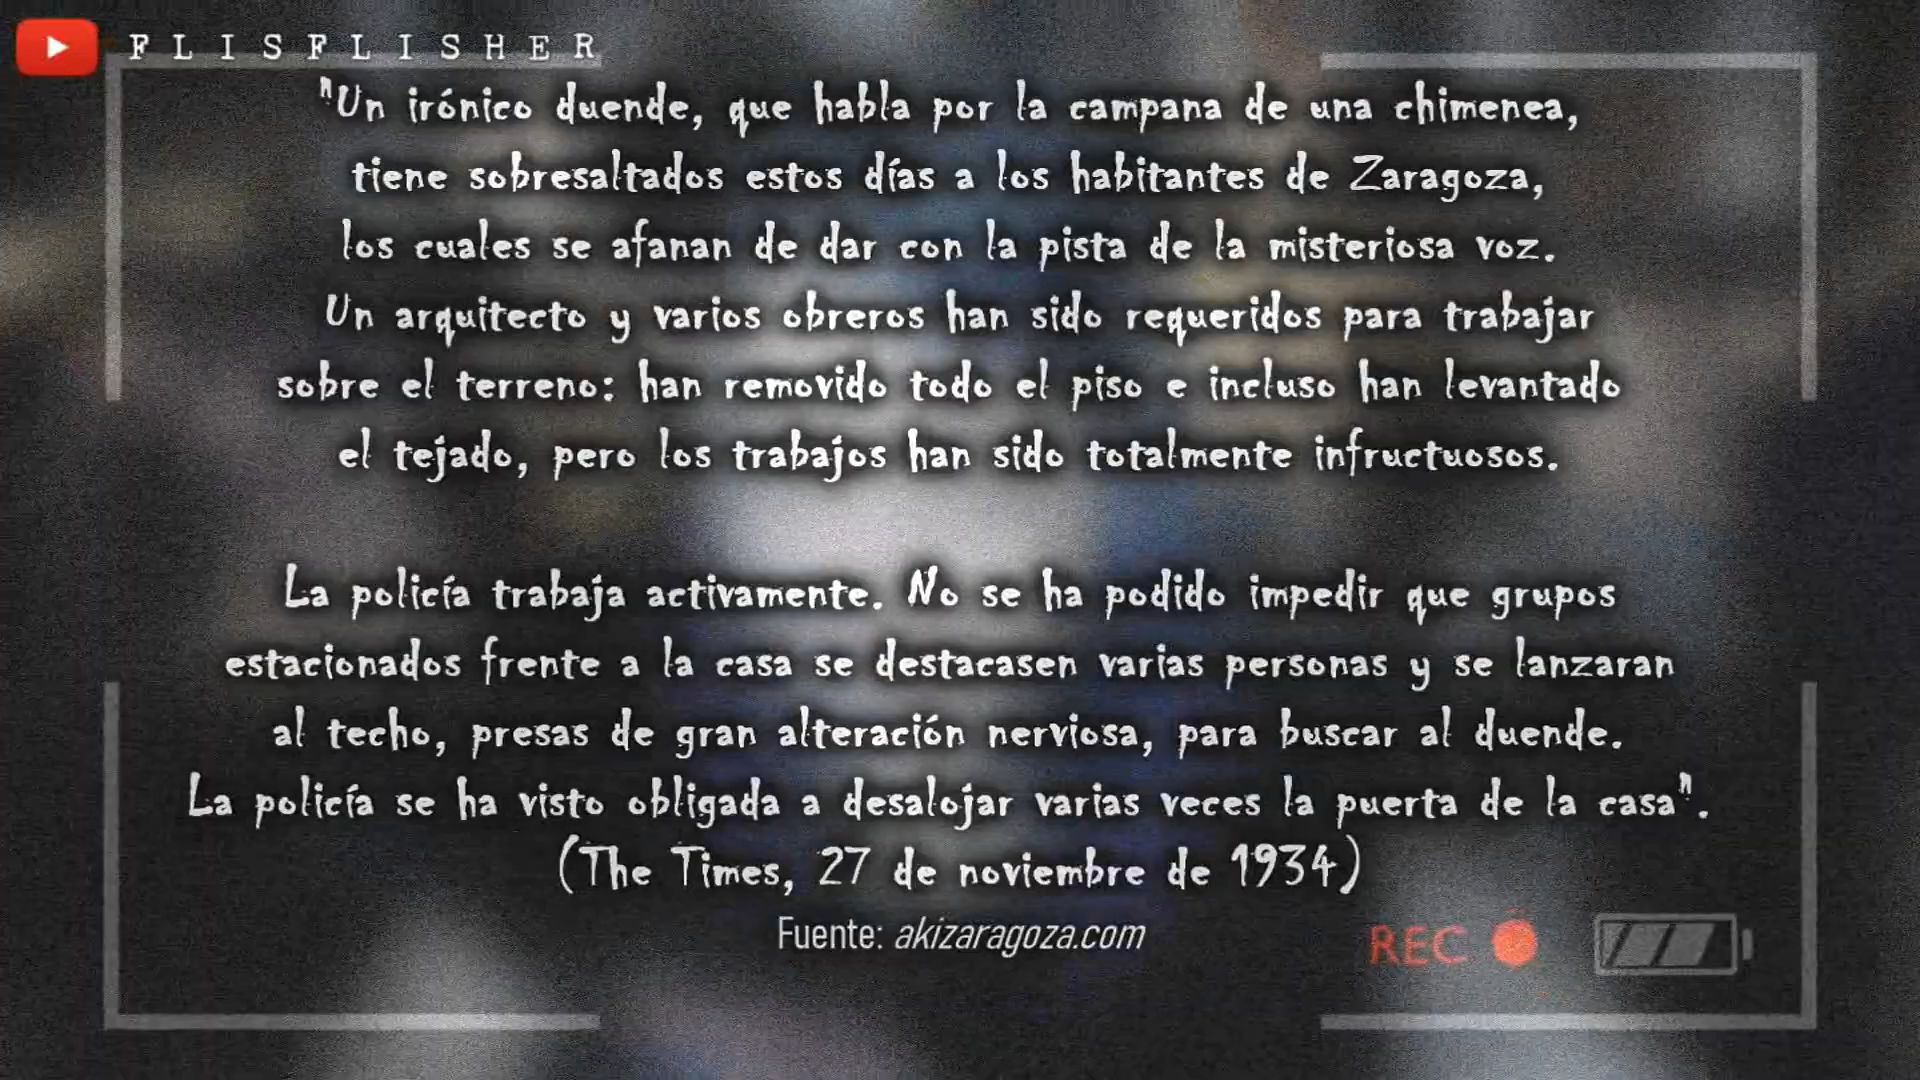 FLISFLISHER
"Un irónico duende, que habla por la campana de una chimenea,
tiene sobresaltados estos días a los habitantes de Zaragoza,
los cuales se afanan de dar con la pista de la misteriosa voz.
Un arquitecto y varios obreros han sido requeridos para trabajar
sobre el terreno: han removido todo el piso e incluso han levantado
el tejado, pero los trabajos han sido totalmente infructuosos.
La policía trabaja activamente. No se ha podido impedir que grupos
estacionados frente a la casa se destacasen varias personas y se lanzaran
al techo, presas de gran alteración nerviosa, para buscar al duende.
La policía se ha visto obligada a desalojar varias veces la puerta de la casa".
(The Times, 27 de noviembre de 1934)
Fuente: akizaragoza.com
REC